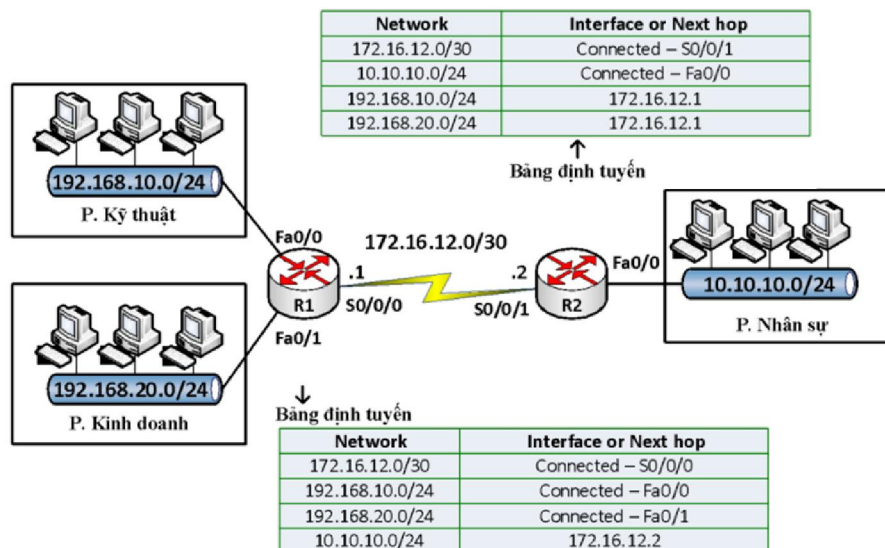 Network Interface or Next hop
172.16.12.0/30 Connected – S0/0/1
10.10.10.0/24 Connected – Fa0/0
192.168.10.0/24 172.16.12.1
192.168.20.0/24 172.16.12.1
Bảng định tuyến
192.168.10.0/24
P. Kỹ thuật
Fa0/0
172.16.12.0/30
.1
.2
Fa0/0
R1
S0/0/0
S0/0/1
R2
10.10.10.0/24
P. Nhân sự
Fa0/1
192.168.20.0/24
P. Kinh doanh
Bảng định tuyến
Network Interface or Next hop
172.16.12.0/30 Connected – S0/0/0
192.168.10.0/24 Connected – Fa0/0
192.168.20.0/24 Connected – Fa0/1
10.10.10.0/24 172.16.12.2